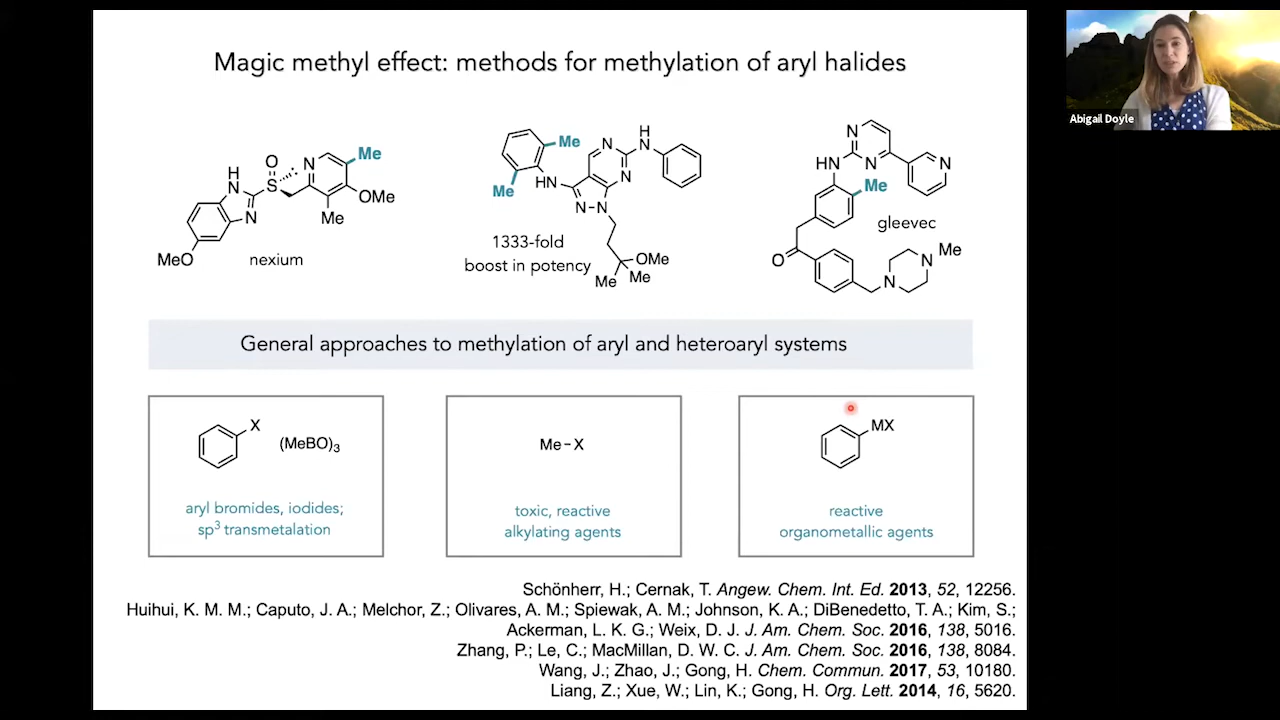 Magic methyl effect: methods for methylation of aryl halides
Abigail Doyle
H
N
O
S
N
N
Me
OMe
Me
MeO
nexium
Me
Me
HN
N
N
H
N
N–N
1333-fold
boost in potency
OMe
Me
Me
N
N
HN
N
Me
gleevec
O
N
N
Me
General approaches to methylation of aryl and heteroaryl systems
X
(MeBO)3
aryl bromides, iodides;
sp3 transmetalation
Me–X
toxic, reactive
alkylating agents
MX
reactive
organometallic agents
Schönherr, H.; Cernak, T. Angew. Chem. Int. Ed. 2013, 52, 12256.
Huihui, K. M. M.; Caputo, J. A.; Melchor, Z.; Olivares, A. M.; Spiewak, A. M.; Johnson, K. A.; DiBenedetto, T. A.; Kim, S.;
Ackerman, L. K. G.; Weix, D. J. J. Am. Chem. Soc. 2016, 138, 5016.
Zhang, P.; Le, C.; MacMillan, D. W. C. J. Am. Chem. Soc. 2016, 138, 8084.
Wang, J.; Zhao, J.; Gong, H. Chem. Commun. 2017, 53, 10180.
Liang, Z.; Xue, W.; Lin, K.; Gong, H. Org. Lett. 2014, 16, 5620.